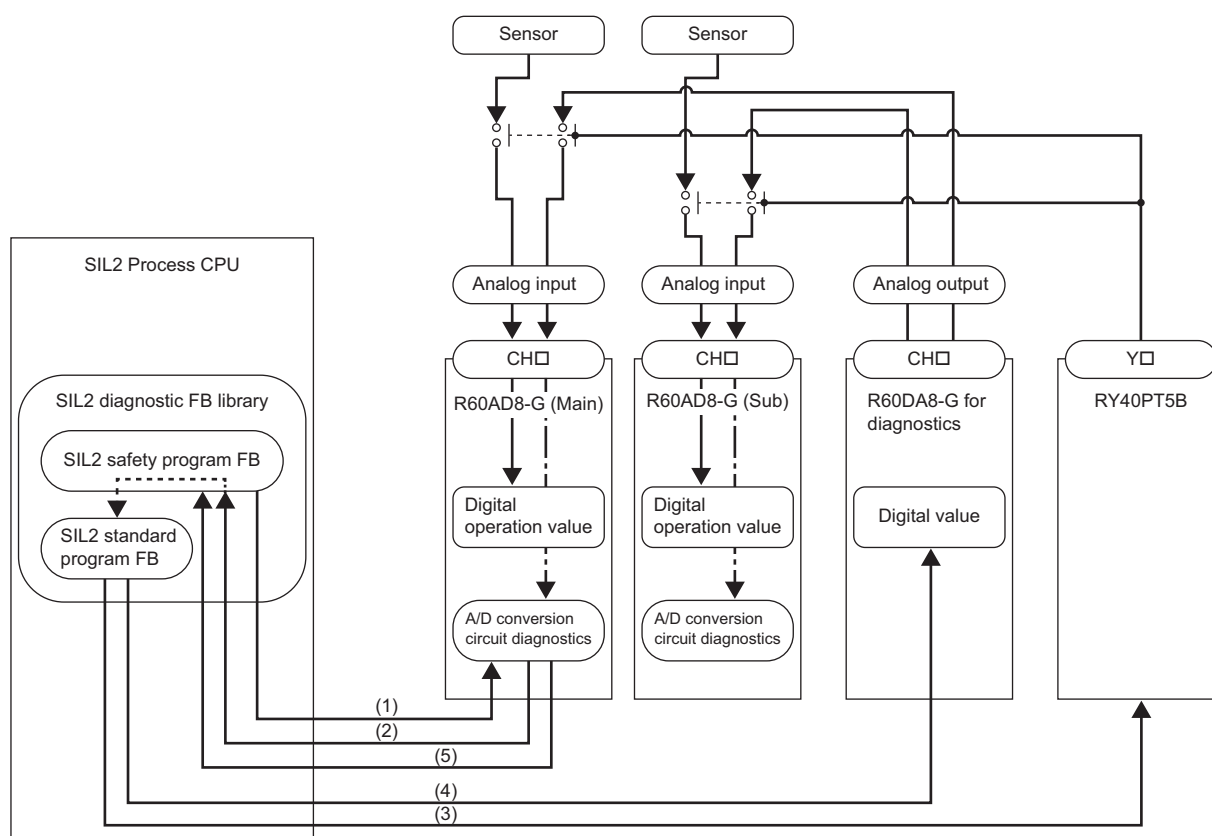 Sensor
Sensor
SIL2 Process CPU
Analog input
Analog input
Analog output
CH□
CH□
CH□
Y□
SIL2 diagnostic FB library
R60AD8-G (Main)
R60AD8-G (Sub)
R60DA8-G for
diagnostics
RY40PT5B
SIL2 safety program FB
Digital
operation value
Digital
operation value
Digital value
SIL2 standard
program FB
A/D conversion
circuit diagnostics
A/D conversion
circuit diagnostics
(1)
(2)
(5)
(4)
(3)